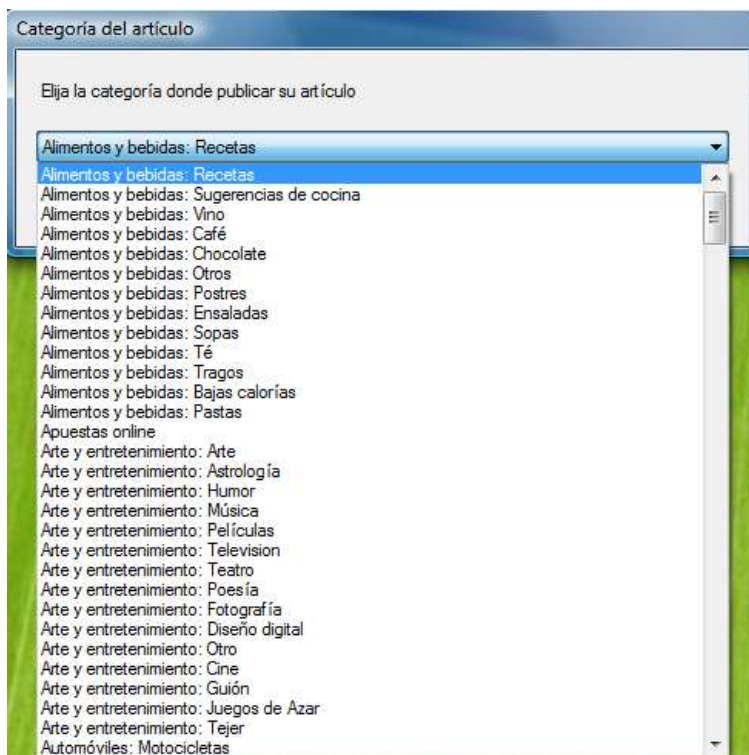 Categoría del artículo
Elija la categoría donde publicar su artículo
Alimentos y bebidas: Recetas
Alimentos y bebidas: Recetas
Alimentos y bebidas: Sugerencias de cocina
Alimentos y bebidas: Vino
Alimentos y bebidas: Café
Alimentos y bebidas: Chocolate
Alimentos y bebidas: Otros
Alimentos y bebidas: Postres
Alimentos y bebidas: Ensaladas
Alimentos y bebidas: Sopas
Alimentos y bebidas: Té
Alimentos y bebidas: Tragos
Alimentos y bebidas: Bajas calorías
Alimentos y bebidas: Pastas
Apuestas online
Arte y entretenimiento: Arte
Arte y entretenimiento: Astrología
Arte y entretenimiento: Humor
Arte y entretenimiento: Música
Arte y entretenimiento: Películas
Arte y entretenimiento: Television
Arte y entretenimiento: Teatro
Arte y entretenimiento: Poesía
Arte y entretenimiento: Fotografía
Arte y entretenimiento: Diseño digital
Arte y entretenimiento: Otro
Arte y entretenimiento: Cine
Arte y entretenimiento: Guión
Arte y entretenimiento: Juegos de Azar
Arte y entretenimiento: Tejer
Automóviles: Motocicletas